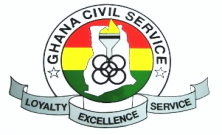 GHANA CIVIL SERVICE
LOYALTY
EXCELLENCE
SERVICE